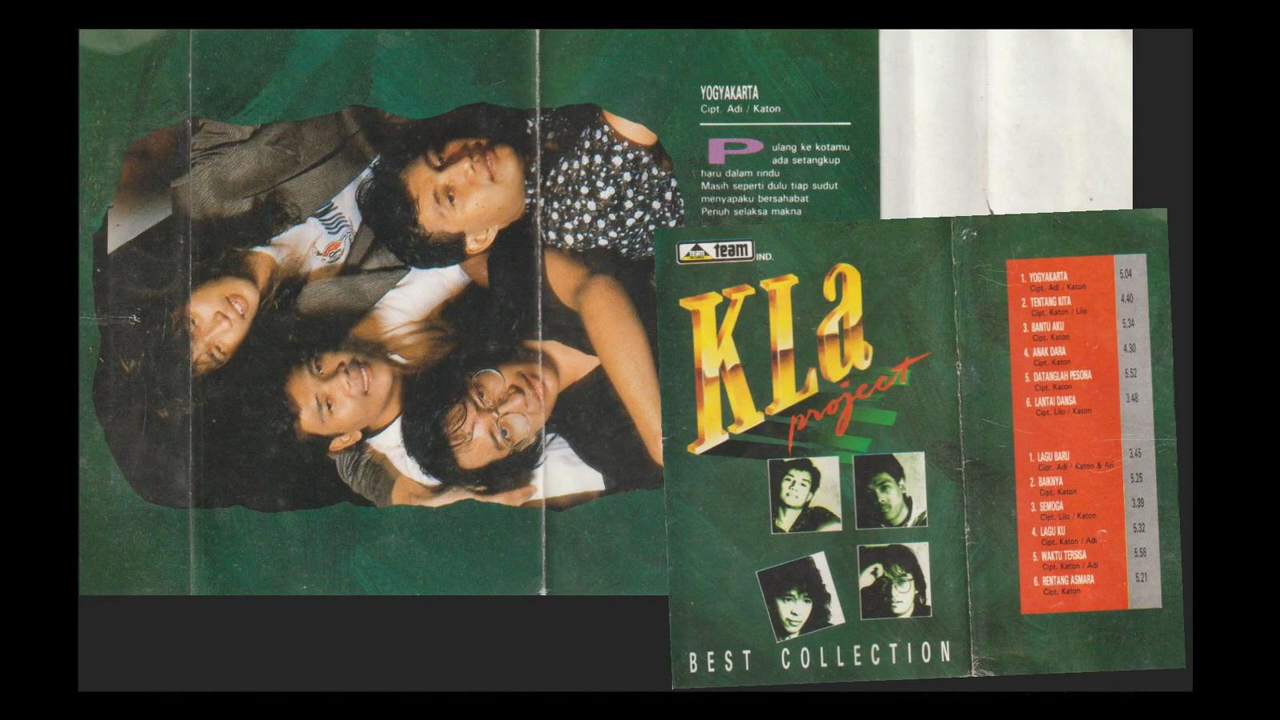 YOGYAKARTA
Cipt. Adi / Katon
Pulang ke kotamu
ada setangkup
haru dalam rindu
Masih seperti dulu tiap sudut
menyapaku bersahabat
Penuh selaksa makna
team team IND.
KLa
project
BEST COLLECTION
1. YOGYAKARTA 5.04
Cipt. Adi / Katon
2. TENTANG KITA 4.40
Cipt. Katon / Lilo
3. BANTU AKU 5.34
Cipt. Katon
4. ANAK DARA 4.30
Cipt. Katon
5. DATANGLAH PESONA 5.52
Cipt. Katon
6. LANTAI DANSA 3.48
Cipt. Lilo / Katon
1. LAGU BARU 3.45
Cipt. Adi / Katon & Ari
2. BAIKNYA 5.25
Cipt. Katon
3. SEMOGA 3.39
Cipt. Lilo / Katon
4. LAGU KU 5.32
Cipt. Katon / Adi
5. WAKTU TERSISA 5.58
Cipt. Katon / Adi
6. RENTANG ASMARA 5.21
Cipt. Katon